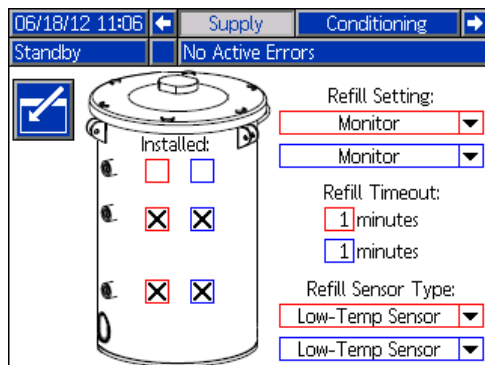 06/18/12 11:06 Supply Conditioning
Standby No Active Errors
Refill Setting:
Monitor
Installed:
Monitor
Refill Timeout:
1 minutes
1 minutes
Refill Sensor Type:
Low-Temp Sensor
Low-Temp Sensor